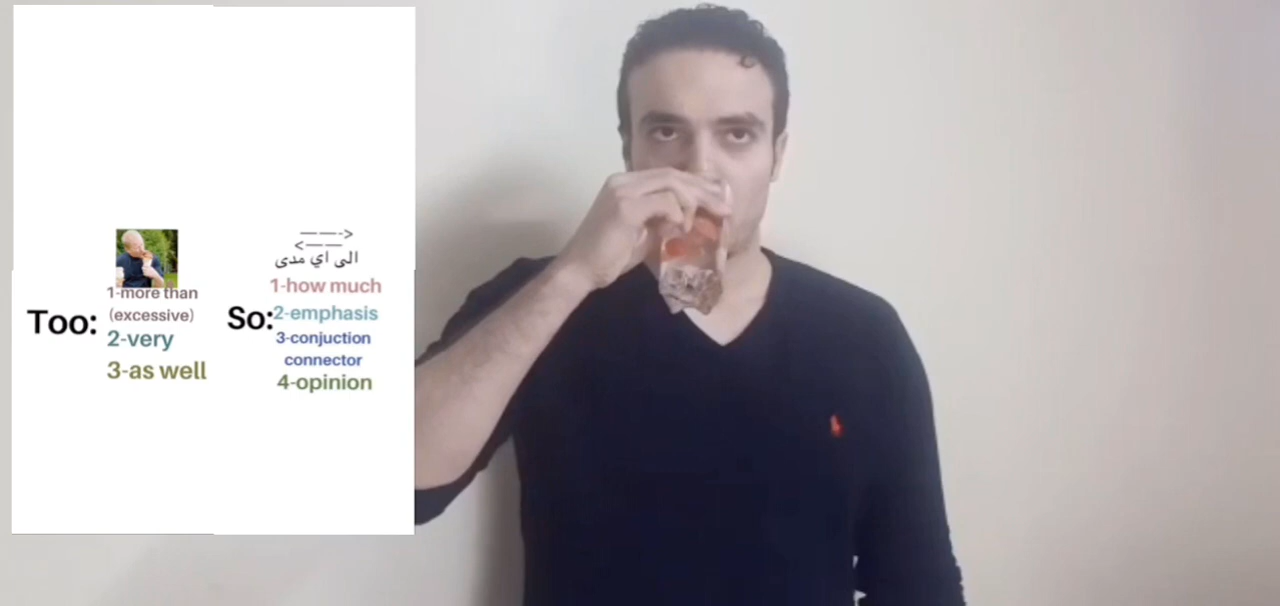 Too:
1-more than
(excessive)
2-very
3-as well
——->
<——
الى اي مدى
So:
1-how much
2-emphasis
3-conjuction
connector
4-opinion